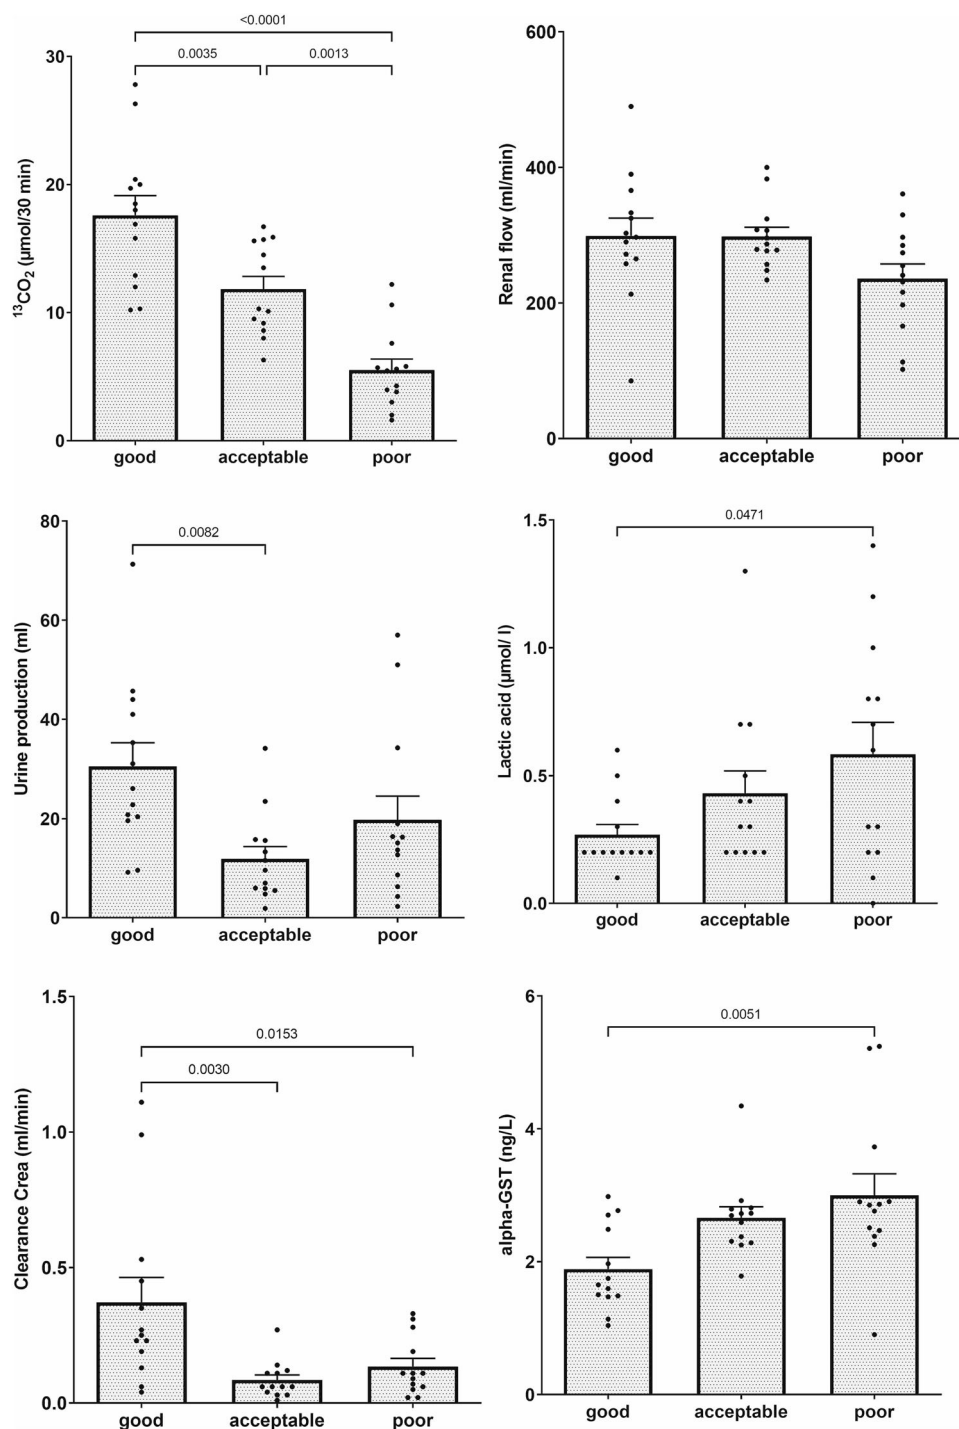 <0.0001
0.0035
0.0013
30
20
10
0
¹³CO₂ (µmol/30 min)
good acceptable poor
600
400
200
0
Renal flow (ml/min)
good acceptable poor
80
60
40
20
0
Urine production (ml)
0.0082
good acceptable poor
1.5
1.0
0.5
0.0
Lactic acid (µmol/ l)
0.0471
good acceptable poor
1.5
1.0
0.5
0.0
Clearance Crea (ml/min)
0.0153
0.0030
good acceptable poor
6
4
2
0
alpha-GST (ng/L)
0.0051
good acceptable poor